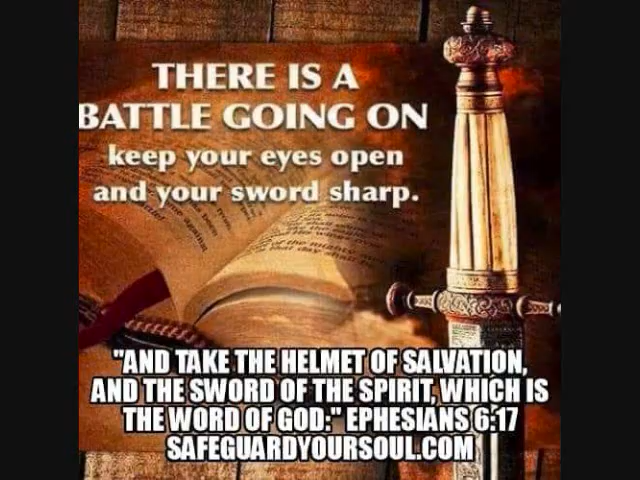 THERE IS A
BATTLE GOING ON
keep your eyes open
and your sword sharp.
"AND TAKE THE HELMET OF SALVATION,
AND THE SWORD OF THE SPIRIT, WHICH IS
THE WORD OF GOD:" EPHESIANS 6:17
SAFEGUARDYOURSOUL.COM